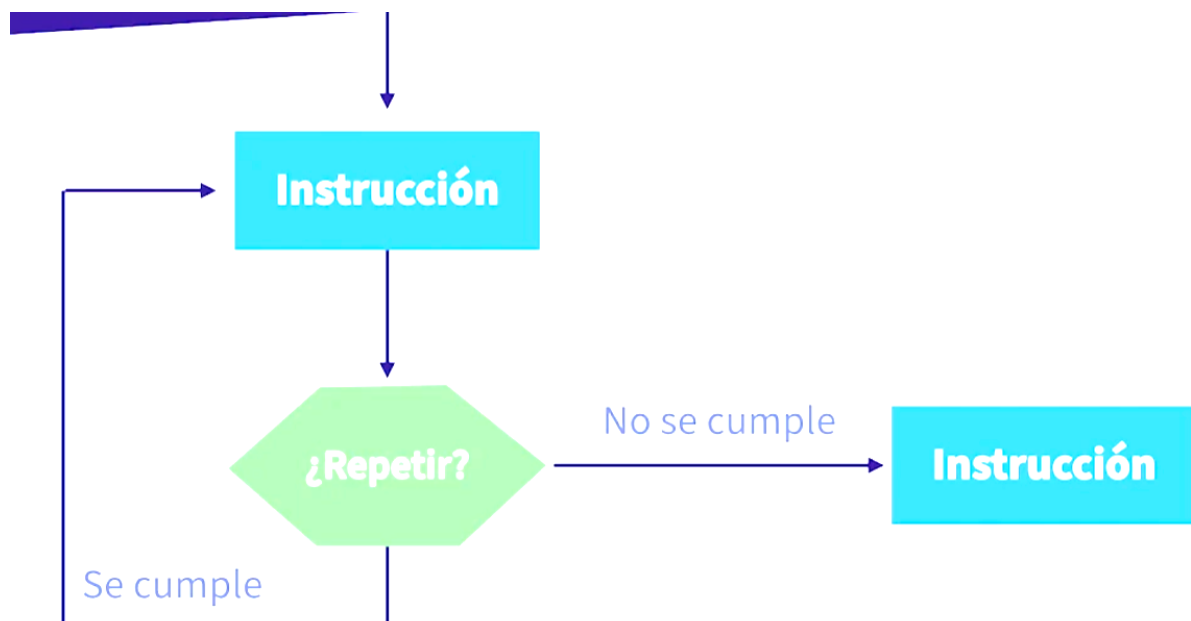 Instrucción
No se cumple
¿Repetir?
Instrucción
Se cumple